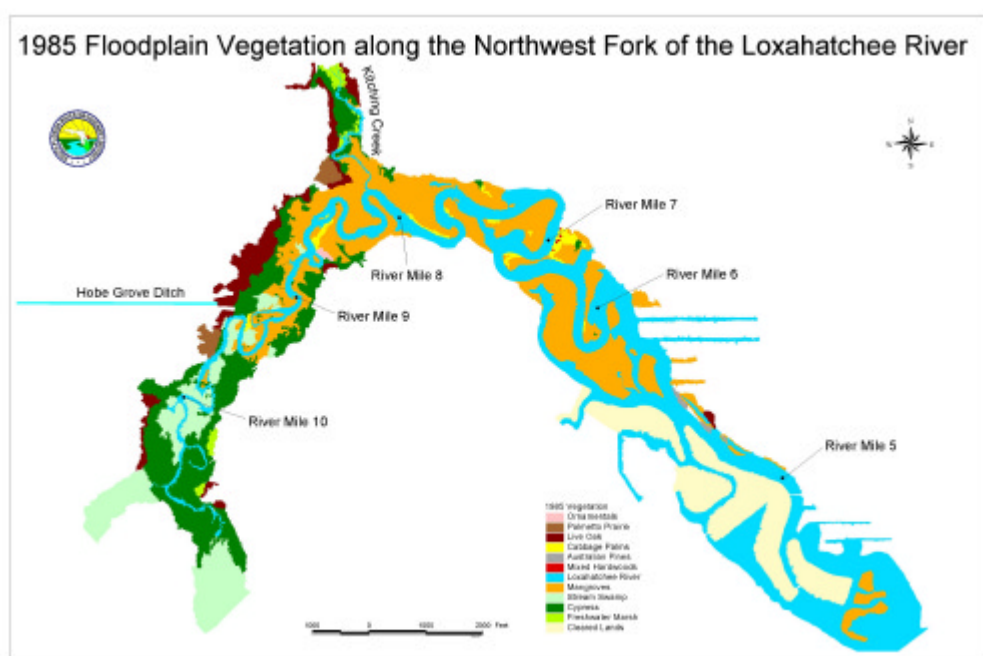 1985 Floodplain Vegetation along the Northwest Fork of the Loxahatchee River
Kitching Creek
River Mile 7
River Mile 8
River Mile 6
Hobe Grove Ditch
River Mile 9
River Mile 10
River Mile 5
1985 Vegetation
Ornamentals
Palmetto Prairie
Live Oak
Cabbage Palms
Australian Pines
Mixed Hardwoods
Loxahatchee River
Mangroves
Stream Swamp
Cypress
Freshwater Marsh
Cleared Lands
1000 0 1000 2000 Feet